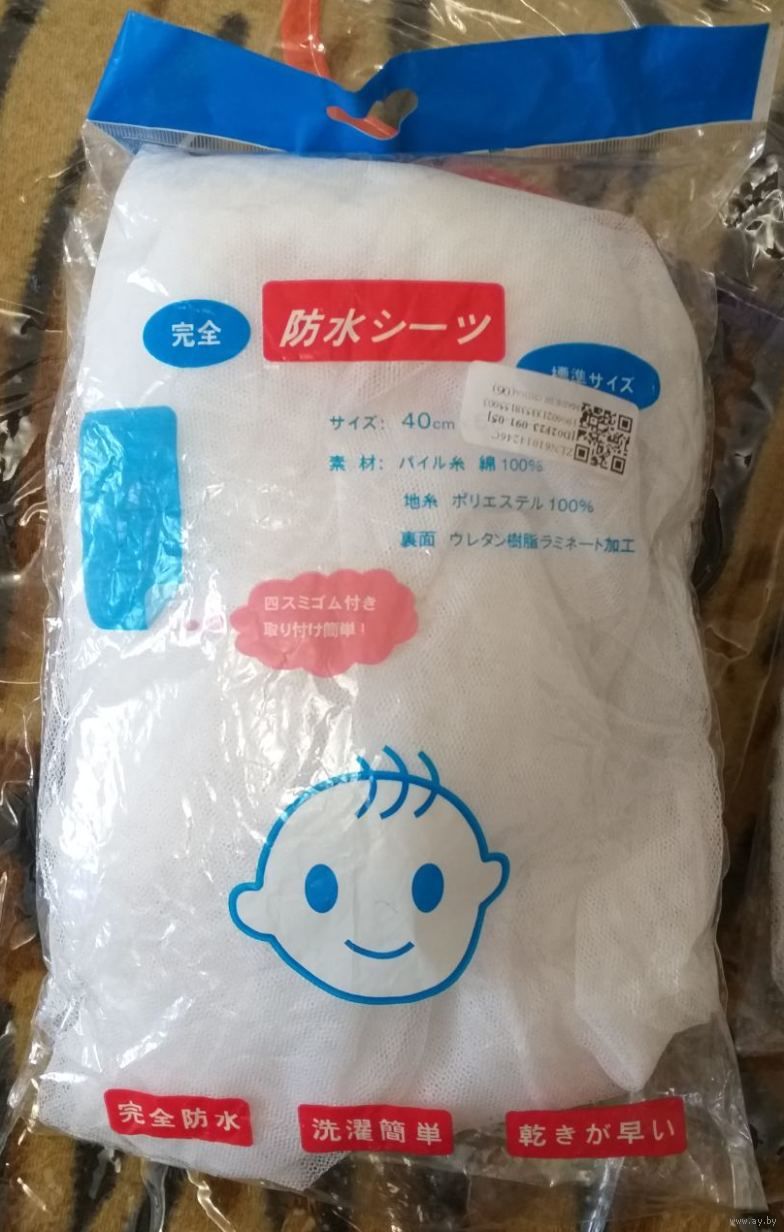 完全
防水シーツ
標準サイズ
サイズ: 40cm
素 材: パイル糸 綿100%
地糸 ポリエステル100%
裏面 ウレタン樹脂ラミネート加工
四スミゴム付き
取り付け簡単!
完全防水
洗濯簡単
乾きが早い
www.ay.by